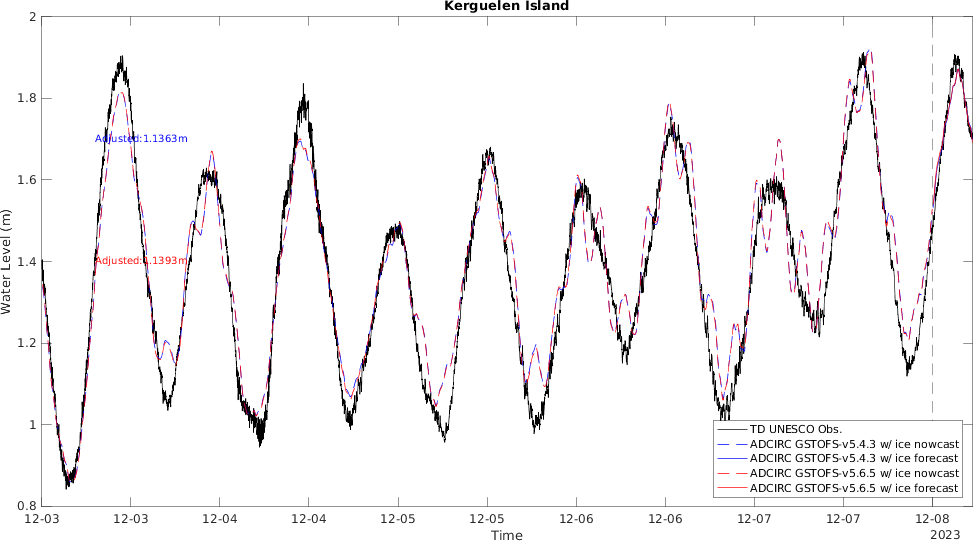 Kerguelen Island
2
1.8
1.6
1.4
1.2
1
0.8
Water Level (m)
Adjusted:1.1363m
Adjusted:1.1393m
TD UNESCO Obs.
ADCIRC GSTOFS-v5.4.3 w/ ice nowcast
ADCIRC GSTOFS-v5.4.3 w/ ice forecast
ADCIRC GSTOFS-v5.6.5 w/ ice nowcast
ADCIRC GSTOFS-v5.6.5 w/ ice forecast
12-03 12-03 12-04 12-04 12-05 12-05 12-06 12-06 12-07 12-07 12-08
2023
Time